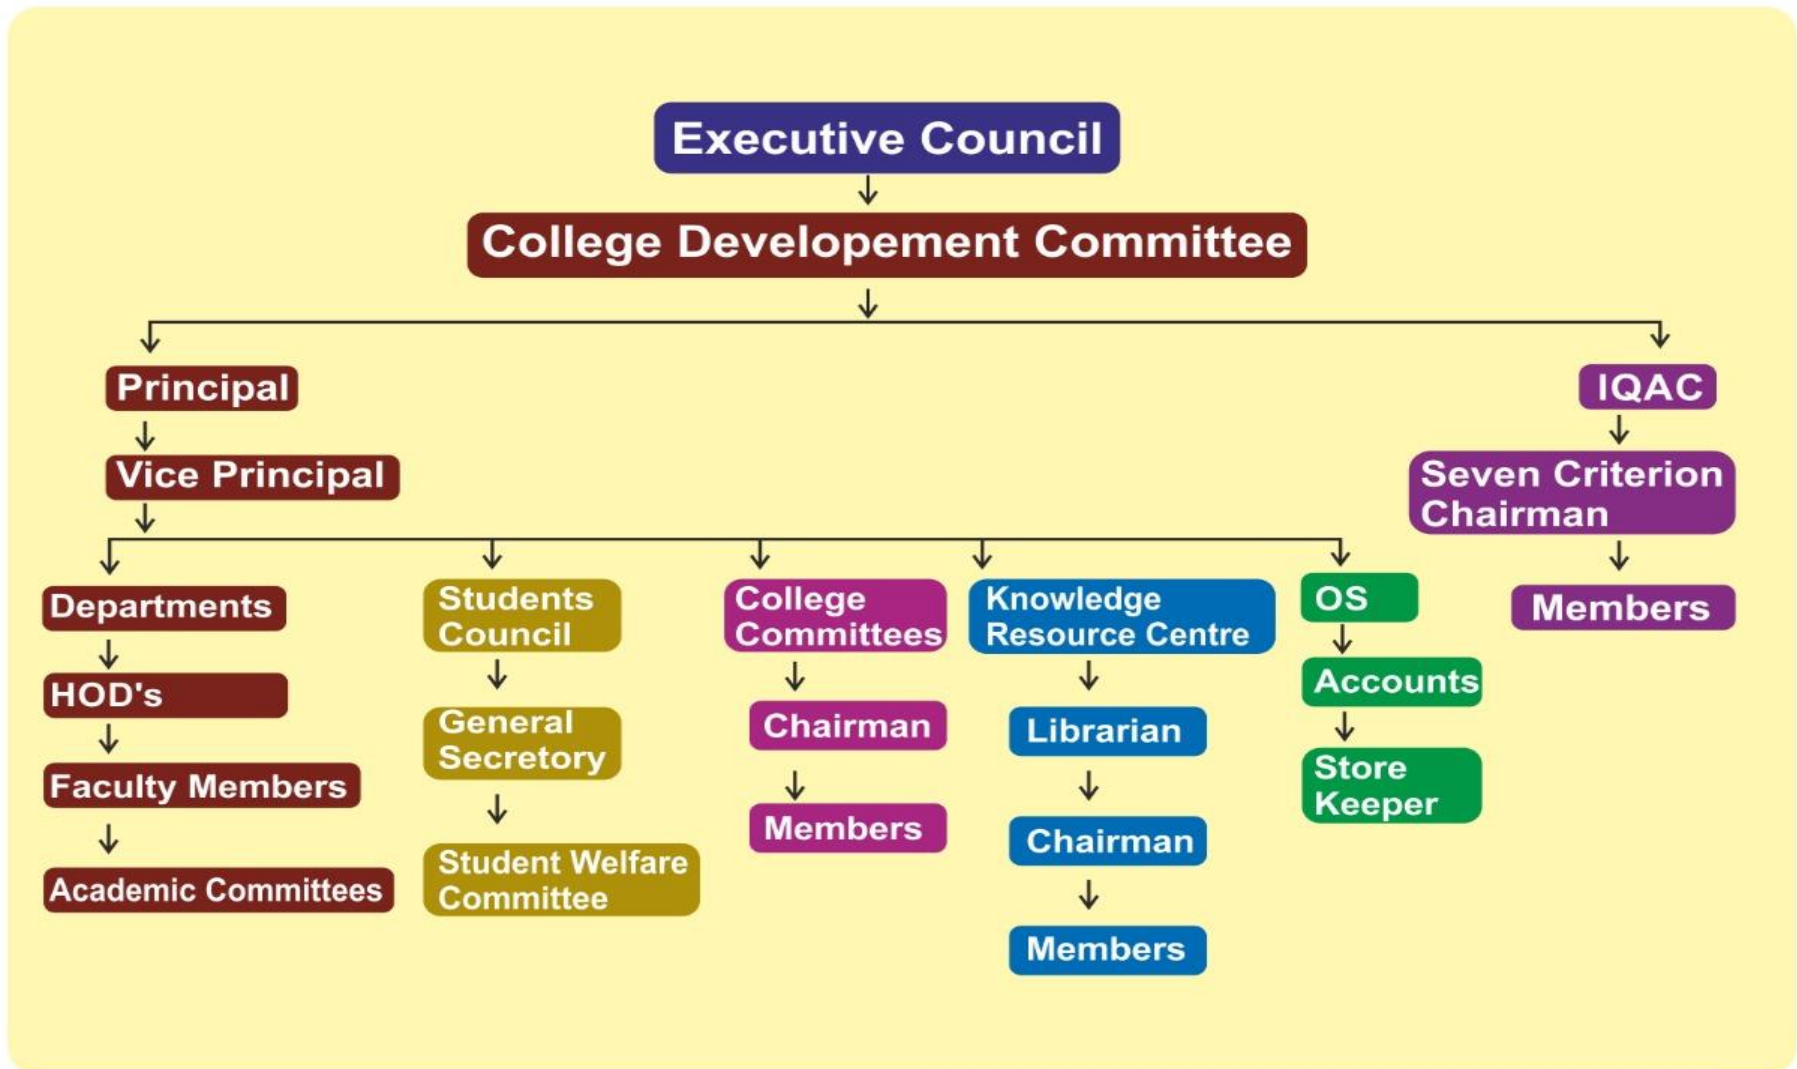 Executive Council
College Developement Committee
Principal
IQAC
Vice Principal
Seven Criterion
Chairman
Departments
Students
Council
College
Committees
Knowledge
Resource Centre
OS
Members
HOD's
General
Secretory
Chairman
Librarian
Accounts
Faculty Members
Members
Chairman
Store
Keeper
Academic Committees
Student Welfare
Committee
Members